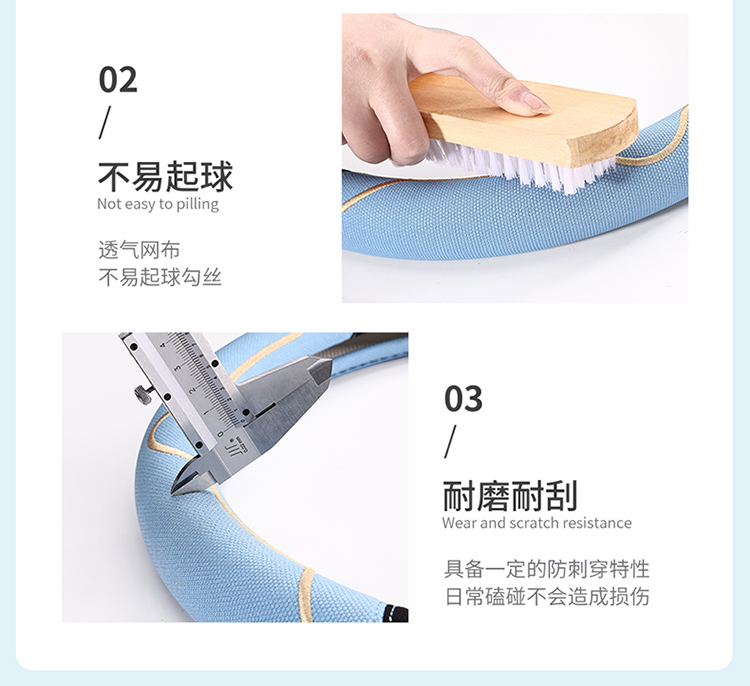 02
/
不易起球
Not easy to pilling
透气网布
不易起球勾丝
03
/
耐磨耐刮
Wear and scratch resistance
具备一定的防刺穿特性
日常磕碰不会造成损伤